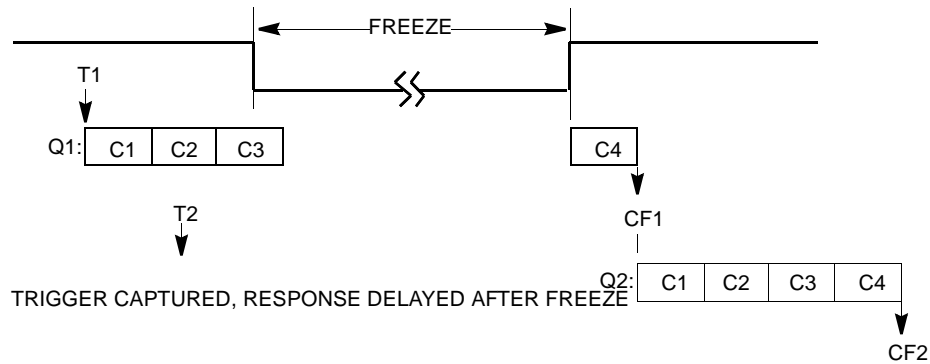 FREEZE
T1
Q1: C1 C2 C3 C4
T2
CF1
Q2: C1 C2 C3 C4
TRIGGER CAPTURED, RESPONSE DELAYED AFTER FREEZE
CF2